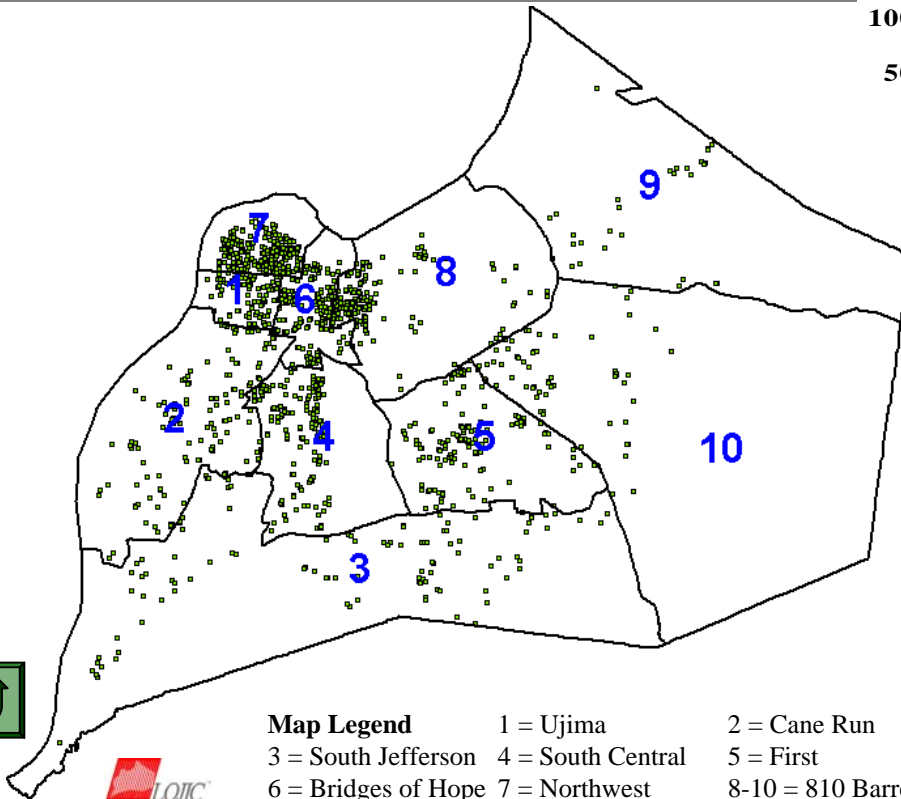 9
7
8
1
6
2
4
5
10
3
Map Legend 1 = Ujima 2 = Cane Run
3 = South Jefferson 4 = South Central 5 = First
LOJIC
6 = Bridges of Hope 7 = Northwest